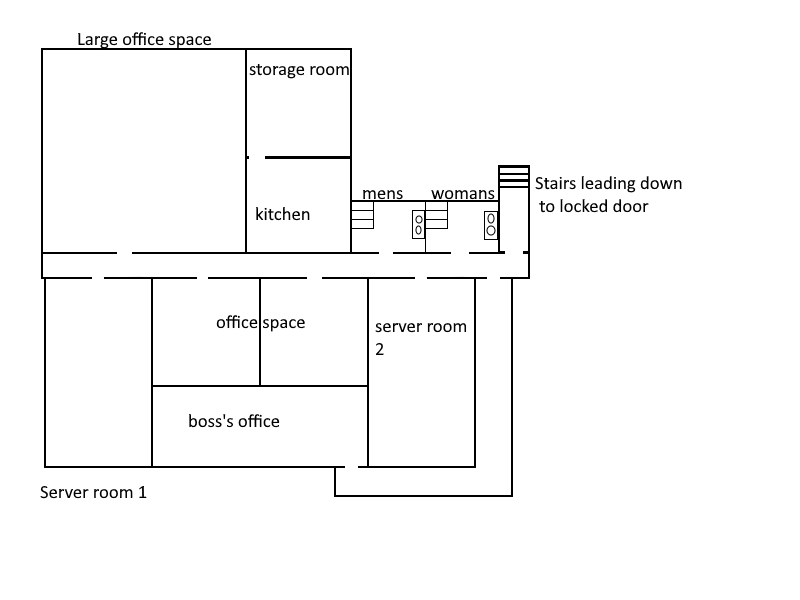 Large office space
storage room
mens
womans
Stairs leading down
to locked door
kitchen
office space
server room
2
boss's office
Server room 1